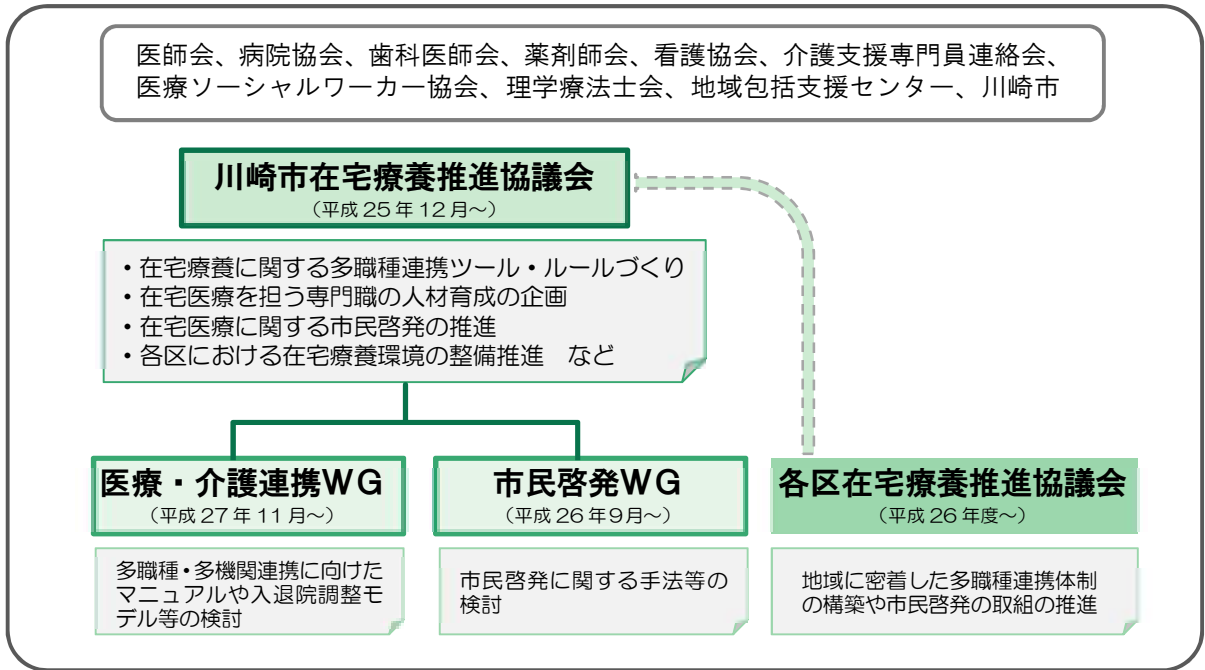 医師会、病院協会、歯科医師会、薬剤師会、看護協会、介護支援専門員連絡会、
医療ソーシャルワーカー協会、理学療法士会、地域包括支援センター、川崎市
川崎市在宅療養推進協議会
（平成25年12月～）
・在宅療養に関する多職種連携ツール・ルールづくり
・在宅医療を担う専門職の人材育成の企画
・在宅医療に関する市民啓発の推進
・各区における在宅療養環境の整備推進　など
医療・介護連携ＷＧ
（平成27年11月～）
多職種・多機関連携に向けた
マニュアルや入退院調整モ
デル等の検討
市民啓発ＷＧ
（平成26年9月～）
市民啓発に関する手法等の
検討
各区在宅療養推進協議会
（平成26年度～）
地域に密着した多職種連携体制
の構築や市民啓発の取組の推進